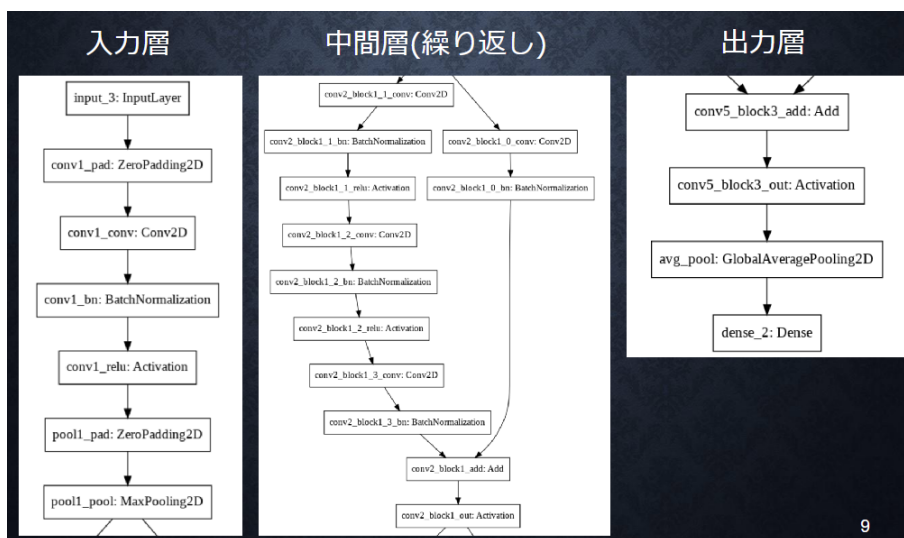 入力層
中間層(繰り返し)
出力層
input_3: InputLayer
conv1_pad: ZeroPadding2D
conv1_conv: Conv2D
conv1_bn: BatchNormalization
conv1_relu: Activation
pool1_pad: ZeroPadding2D
pool1_pool: MaxPooling2D
conv2_block1_1_conv: Conv2D
conv2_block1_1_bn: BatchNormalization
conv2_block1_0_conv: Conv2D
conv2_block1_1_relu: Activation
conv2_block1_0_bn: BatchNormalization
conv2_block1_2_conv: Conv2D
conv2_block1_2_bn: BatchNormalization
conv2_block1_2_relu: Activation
conv2_block1_3_conv: Conv2D
conv2_block1_3_bn: BatchNormalization
conv2_block1_add: Add
conv2_block1_out: Activation
conv5_block3_add: Add
conv5_block3_out: Activation
avg_pool: GlobalAveragePooling2D
dense_2: Dense
9